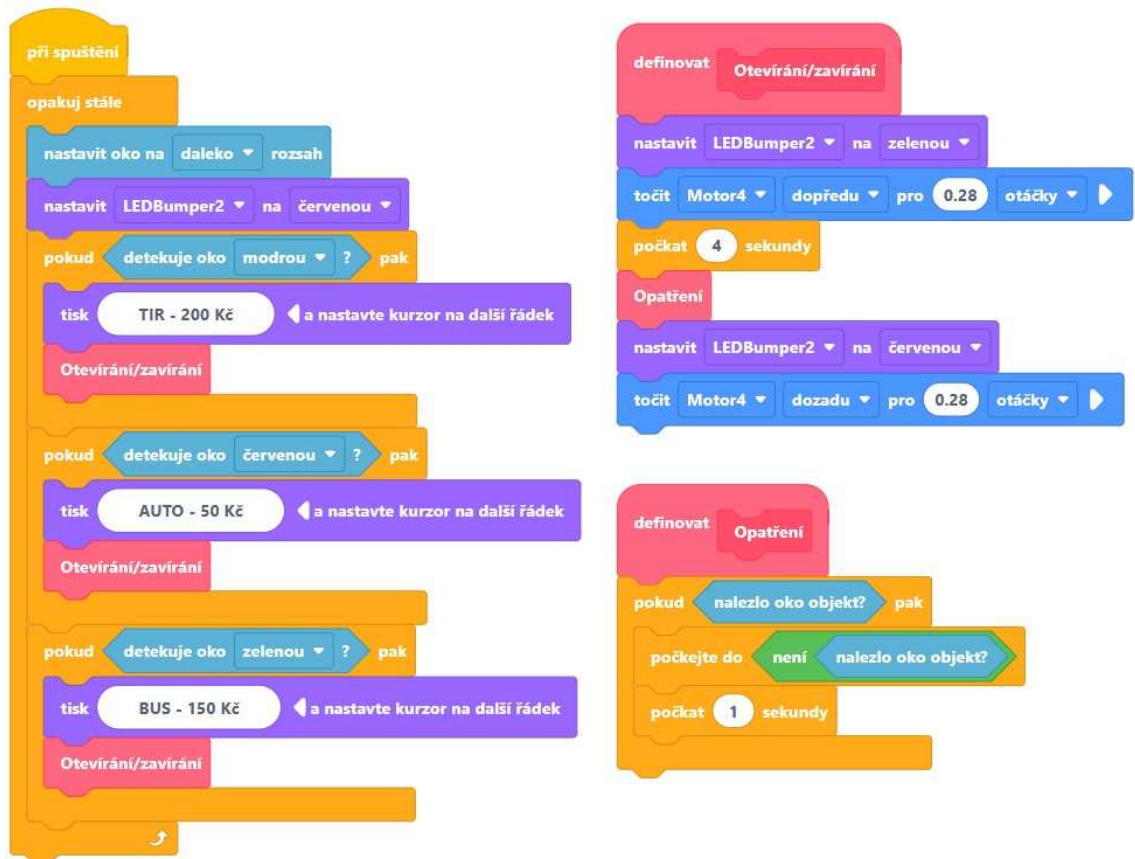 při spuštění
opakuj stále
nastavit oko na daleko rozsah
nastavit LEDBumper2 na červenou
pokud detekuje oko modrou ? pak
tisk TIR - 200 Kč a nastavte kurzor na další řádek
Otevírání/zavírání
pokud detekuje oko červenou ? pak
tisk AUTO - 50 Kč a nastavte kurzor na další řádek
Otevírání/zavírání
pokud detekuje oko zelenou ? pak
tisk BUS - 150 Kč a nastavte kurzor na další řádek
Otevírání/zavírání
definovat Otevírání/zavírání
nastavit LEDBumper2 na zelenou
točit Motor4 dopředu pro 0.28 otáčky
počkat 4 sekundy
Opatření
nastavit LEDBumper2 na červenou
točit Motor4 dozadu pro 0.28 otáčky
definovat Opatření
pokud nalezlo oko objekt? pak
počkejte do není nalezlo oko objekt?
počkat 1 sekundy